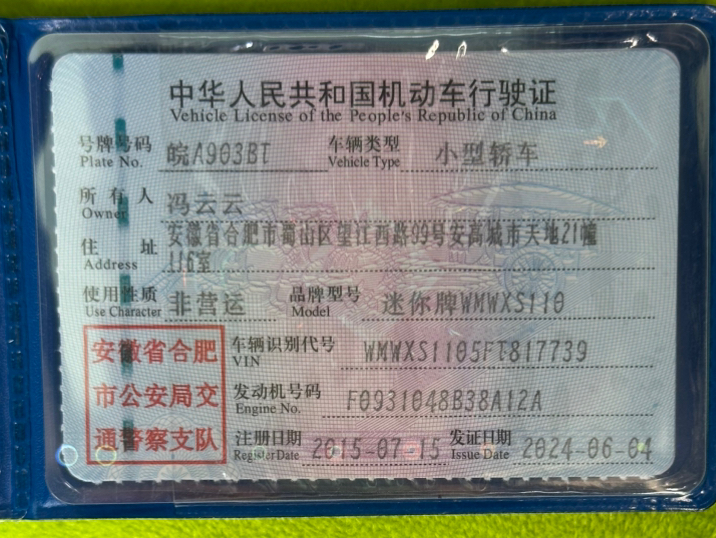 中华人民共和国机动车行驶证
Vehicle License of the People's Republic of China
号牌号码 皖A903BT 车辆类型 小型轿车
Plate No. Vehicle Type
所有人 冯云云
Owner
住址 安徽省合肥市蜀山区望江西路99号安高城市天地21幢
Address 116室
使用性质 非营运 品牌型号 迷你牌WMWXS110
Use Character Model
安徽省合肥 车辆识别代号 WMWXS1105FT817739
VIN
市公安局交 发动机号码 F0931048B38A12A
Engine No.
通警察支队 注册日期 2015-07-15 发证日期 2024-06-04
Register Date Issue Date